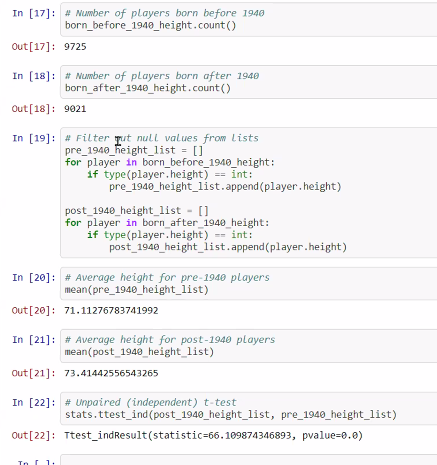 In [17]: # Number of players born before 1940
born_before_1940_height.count()
Out[17]: 9725
In [18]: # Number of players born after 1940
born_after_1940_height.count()
Out[18]: 9021
In [19]: # Filter out null values from lists
pre_1940_height_list = []
for player in born_before_1940_height:
if type(player.height) == int:
pre_1940_height_list.append(player.height)
post_1940_height_list = []
for player in born_after_1940_height:
if type(player.height) == int:
post_1940_height_list.append(player.height)
In [20]: # Average height for pre-1940 players
mean(pre_1940_height_list)
Out[20]: 71.11276783741992
In [21]: # Average height for post-1940 players
mean(post_1940_height_list)
Out[21]: 73.41442556543265
In [22]: # Unpaired (independent) t-test
stats.ttest_ind(post_1940_height_list, pre_1940_height_list)
Out[22]: Ttest_indResult(statistic=66.109874346893, pvalue=0.0)